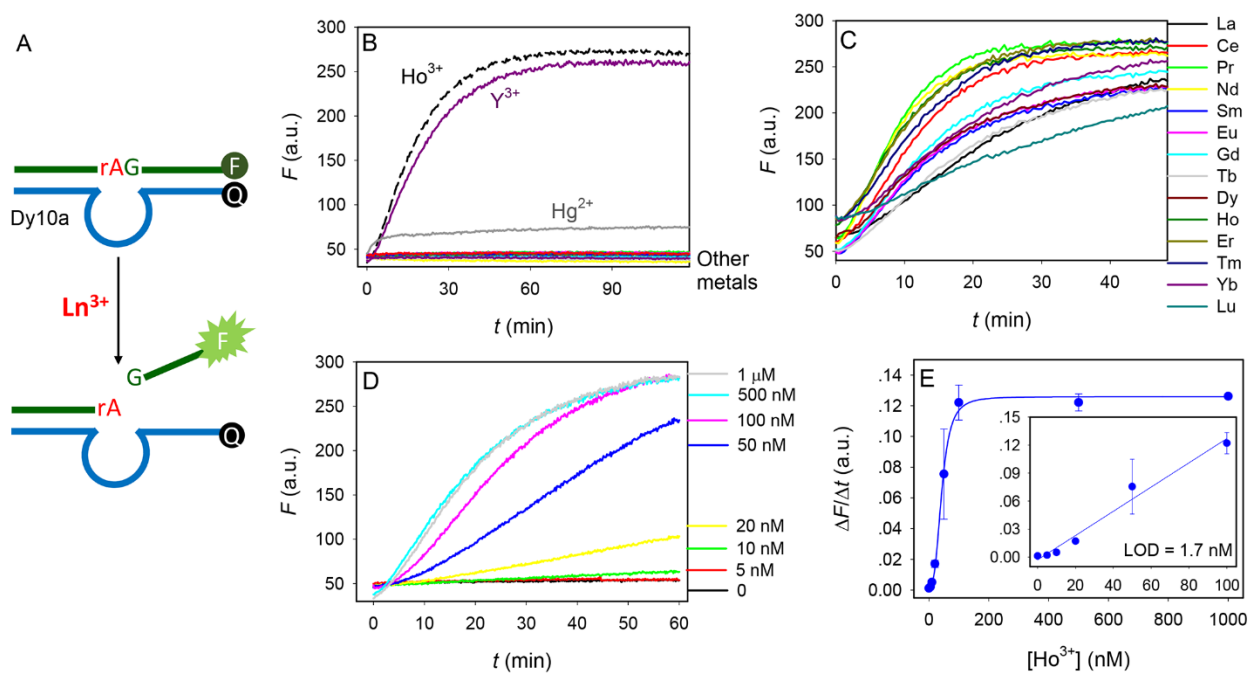 A
rAG
F
Q
Dy10a
Ln³⁺
F
G
rA
Q
B
300
250
200
150
100
50
F (a.u.)
Ho³⁺
Y³⁺
Hg²⁺
Other
metals
0 30 60 90
t (min)
C
300
250
200
150
100
50
F (a.u.)
0 10 20 30 40
t (min)
La
Ce
Pr
Nd
Sm
Eu
Gd
Tb
Dy
Ho
Er
Tm
Yb
Lu
D
300
250
200
150
100
50
F (a.u.)
1 μM
500 nM
100 nM
50 nM
20 nM
10 nM
5 nM
0
0 10 20 30 40 50 60
t (min)
E
.14
.12
.10
.08
.06
.04
.02
0.00
ΔF/Δt (a.u.)
.15
.12
.09
.06
.03
0.00
LOD = 1.7 nM
0 20 40 60 80 100
0 200 400 600 800 1000
[Ho³⁺] (nM)